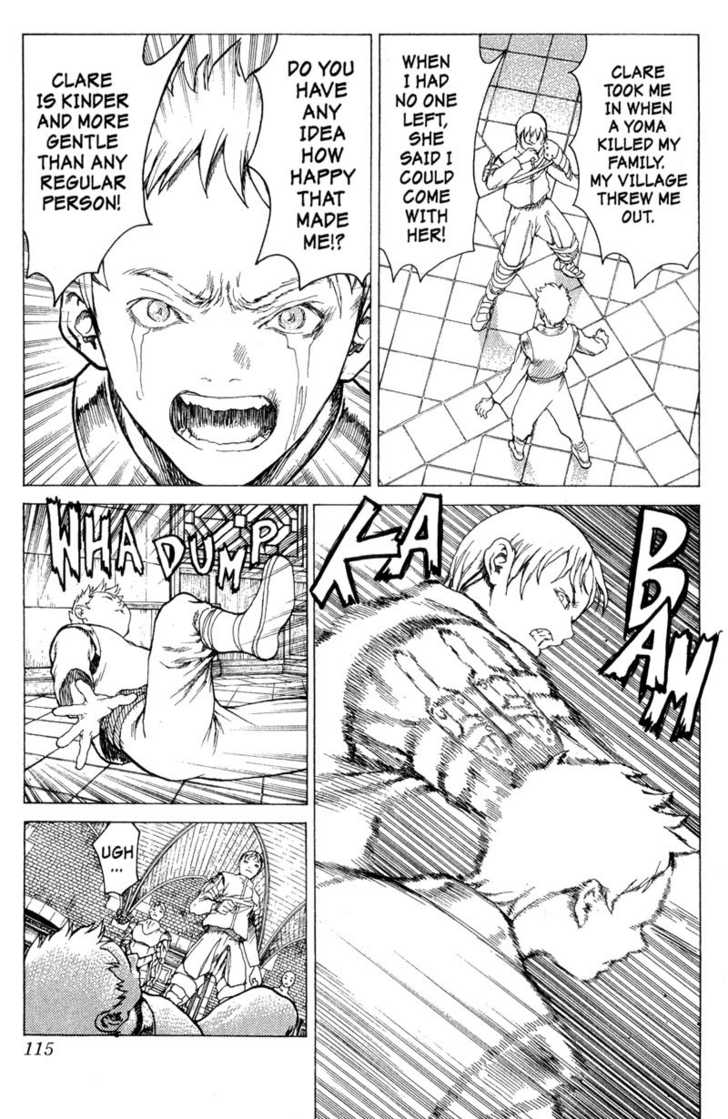 CLARE
TOOK ME
IN WHEN
A YOMA
KILLED MY
FAMILY.
MY VILLAGE
THREW ME
OUT.
WHEN
I HAD
NO ONE
LEFT,
SHE
SAID I
COULD
COME
WITH
HER!
DO YOU
HAVE
ANY
IDEA
HOW
HAPPY
THAT
MADE
ME!?
CLARE
IS KINDER
AND MORE
GENTLE
THAN ANY
REGULAR
PERSON!
KA
BAM
WHA DUMP
UGH
...
115